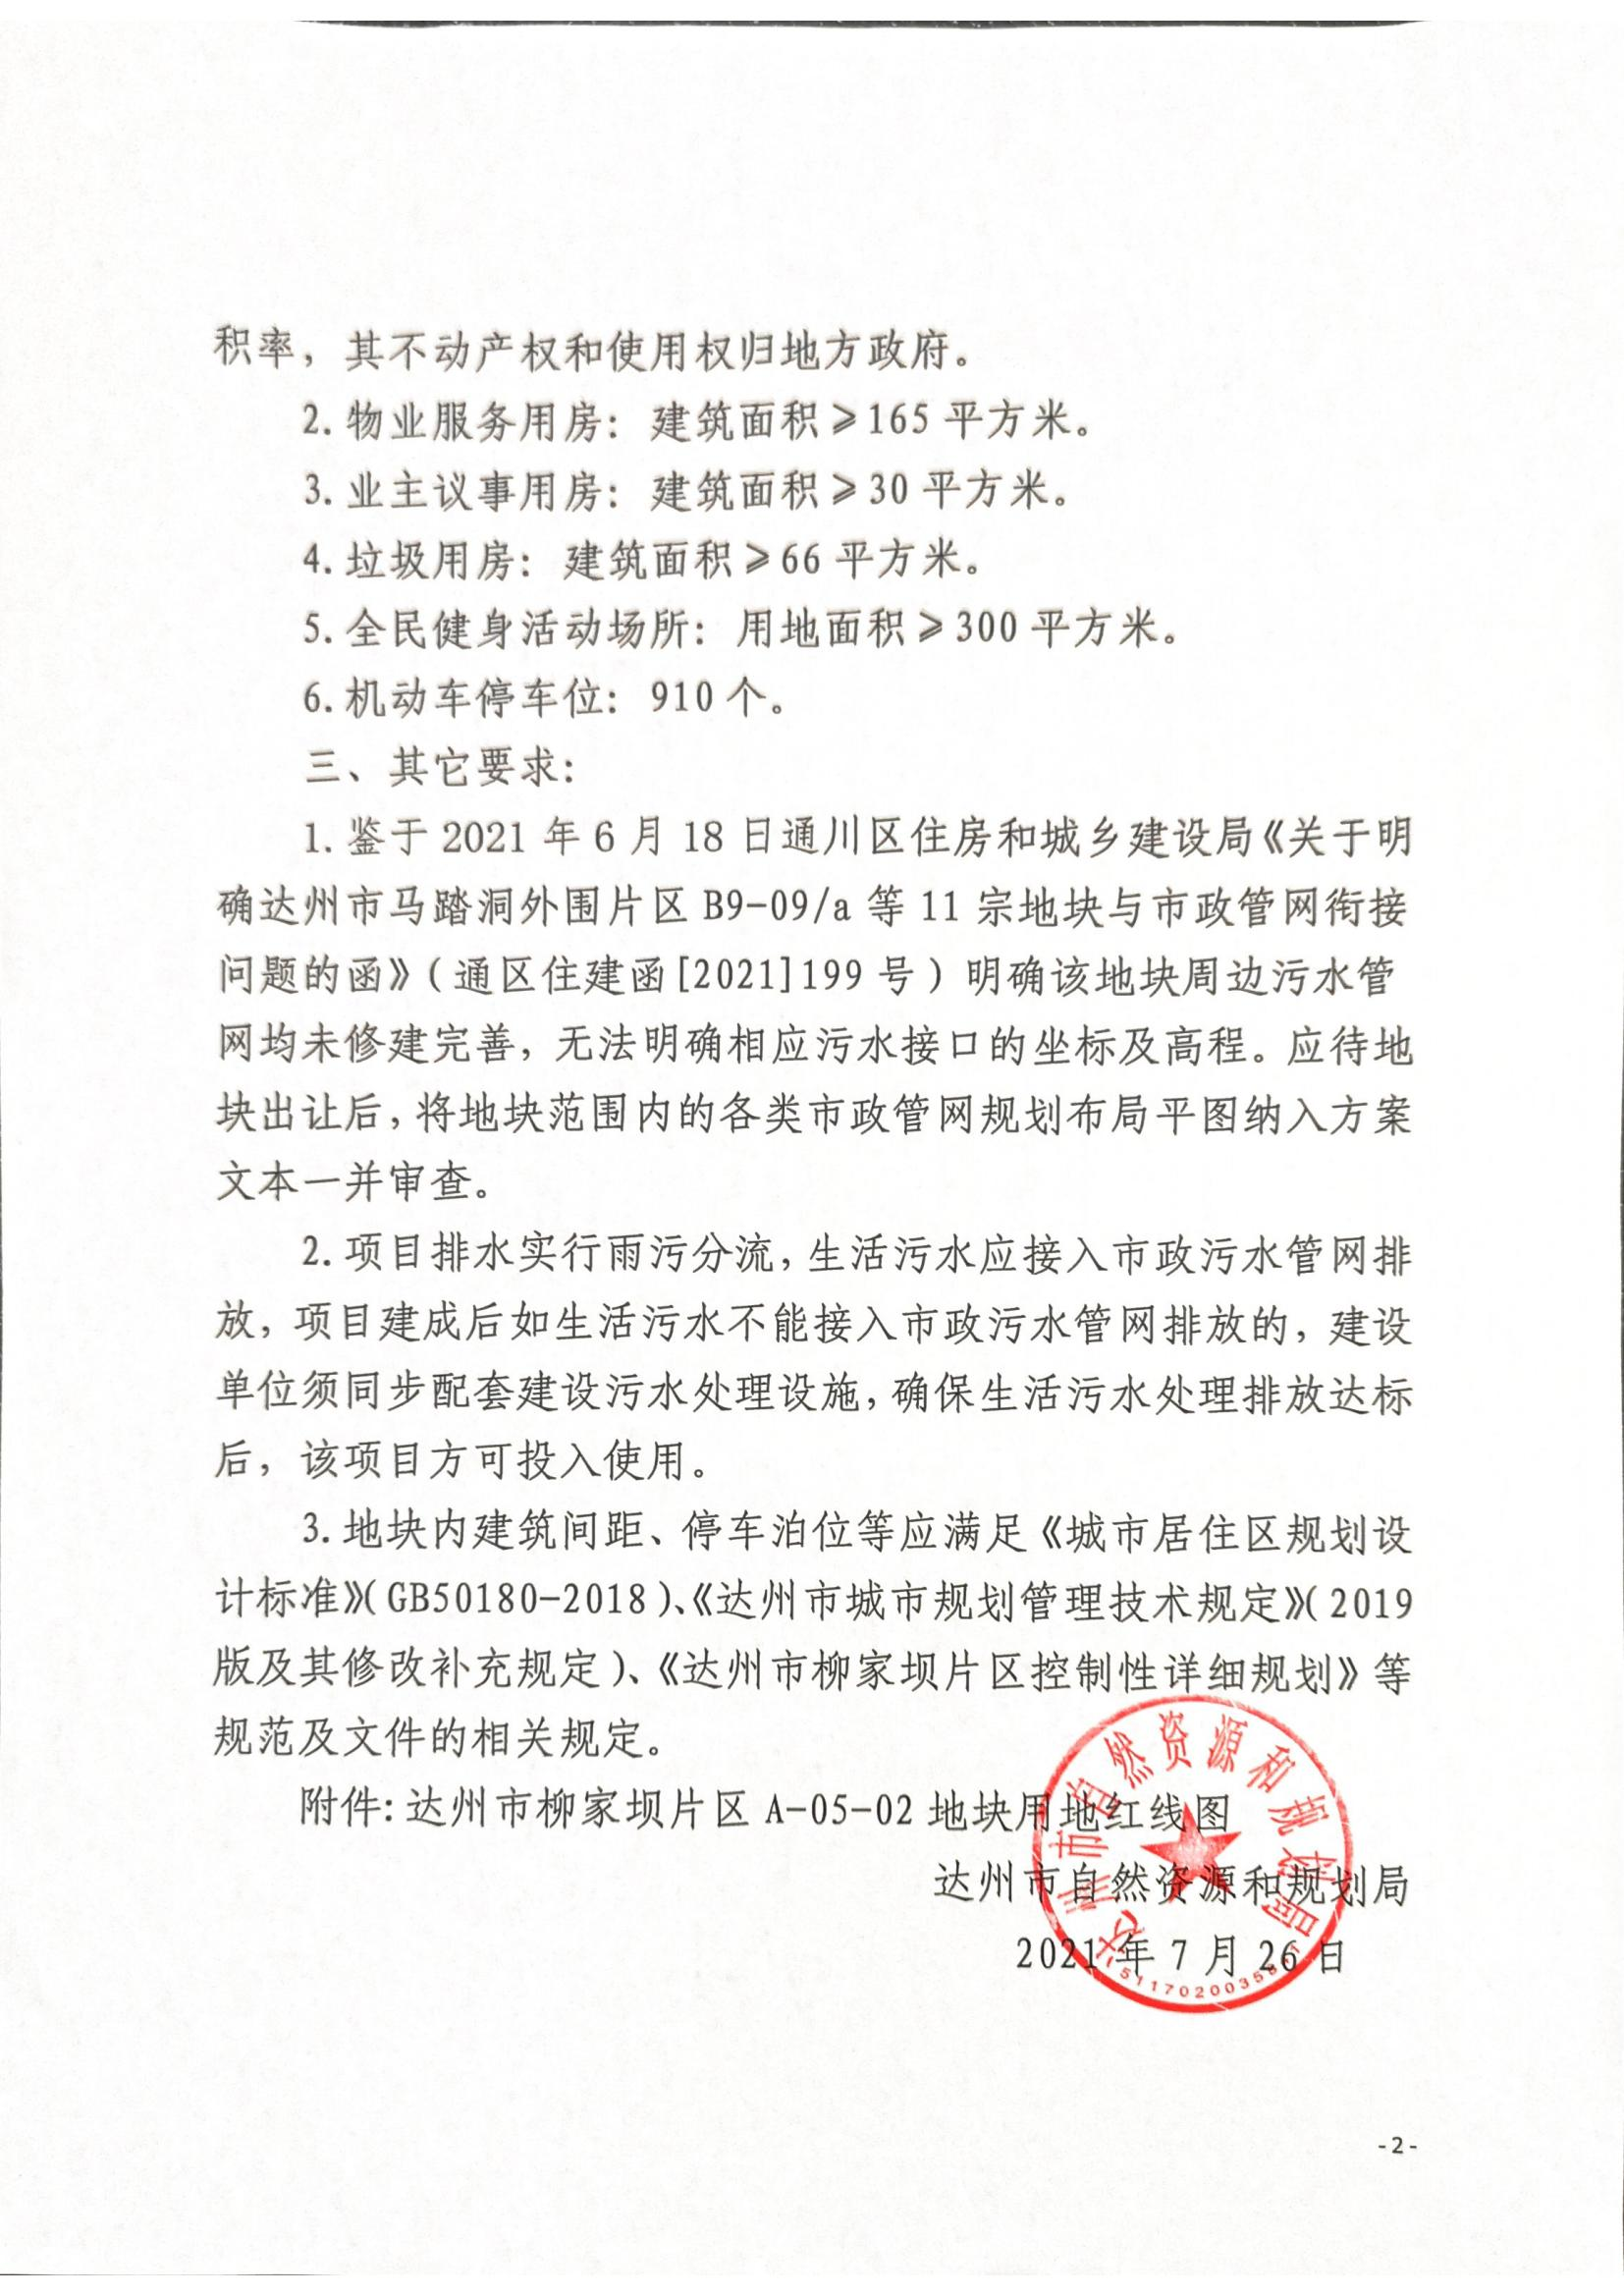 积率，其不动产权和使用权归地方政府。
2.物业服务用房：建筑面积≥165平方米。
3.业主议事用房：建筑面积≥30平方米。
4.垃圾用房：建筑面积≥66平方米。
5.全民健身活动场所：用地面积≥300平方米。
6.机动车停车位：910个。
三、其它要求：
1.鉴于2021年6月18日通川区住房和城乡建设局《关于明
确达州市马踏洞外围片区B9-09/a等11宗地块与市政管网衔接
问题的函》（通区住建函[2021]199号）明确该地块周边污水管
网均未修建完善，无法明确相应污水接口的坐标及高程。应待地
块出让后，将地块范围内的各类市政管网规划布局平图纳入方案
文本一并审查。
2.项目排水实行雨污分流，生活污水应接入市政污水管网排
放，项目建成后如生活污水不能接入市政污水管网排放的，建设
单位须同步配套建设污水处理设施，确保生活污水处理排放达标
后，该项目方可投入使用。
3.地块内建筑间距、停车泊位等应满足《城市居住区规划设
计标准》（GB50180-2018）、《达州市城市规划管理技术规定》（2019
版及其修改补充规定）、《达州市柳家坝片区控制性详细规划》等
规范及文件的相关规定。
附件：达州市柳家坝片区A-05-02地块用地红线图
达州市自然资源和规划局
2021年7月26日
达州市自然资源和规划局
-2-